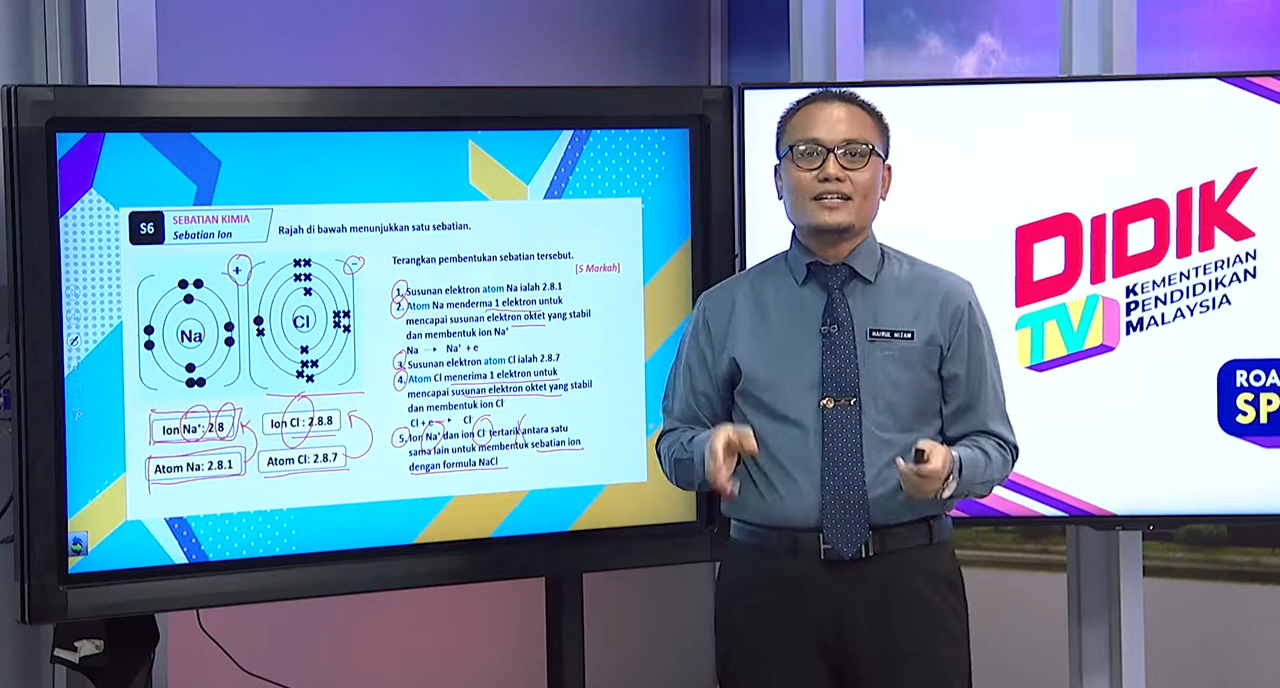 S6
SEBATIAN KIMIA
Sebatian Ion
Rajah di bawah menunjukkan satu sebatian.
Terangkan pembentukan sebatian tersebut.
[5 Markah]
+
-
Na
Cl
1. Susunan elektron atom Na ialah 2.8.1
2. Atom Na menderma 1 elektron untuk
mencapai susunan elektron oktet yang stabil
dan membentuk ion Na⁺
Na → Na⁺ + e
3. Susunan elektron atom Cl ialah 2.8.7
4. Atom Cl menerima 1 elektron untuk
mencapai susunan elektron oktet yang stabil
dan membentuk ion Cl⁻
Cl + e → Cl⁻
5. Ion Na⁺ dan ion Cl⁻ tertarik antara satu
sama lain untuk membentuk sebatian ion
dengan formula NaCl
Ion Na⁺: 2.8
Ion Cl⁻: 2.8.8
Atom Na: 2.8.1
Atom Cl: 2.8.7
HAIRUL NIZAM
DIDIK
TV
KEMENTERIAN
PENDIDIKAN
MALAYSIA
ROA
SP